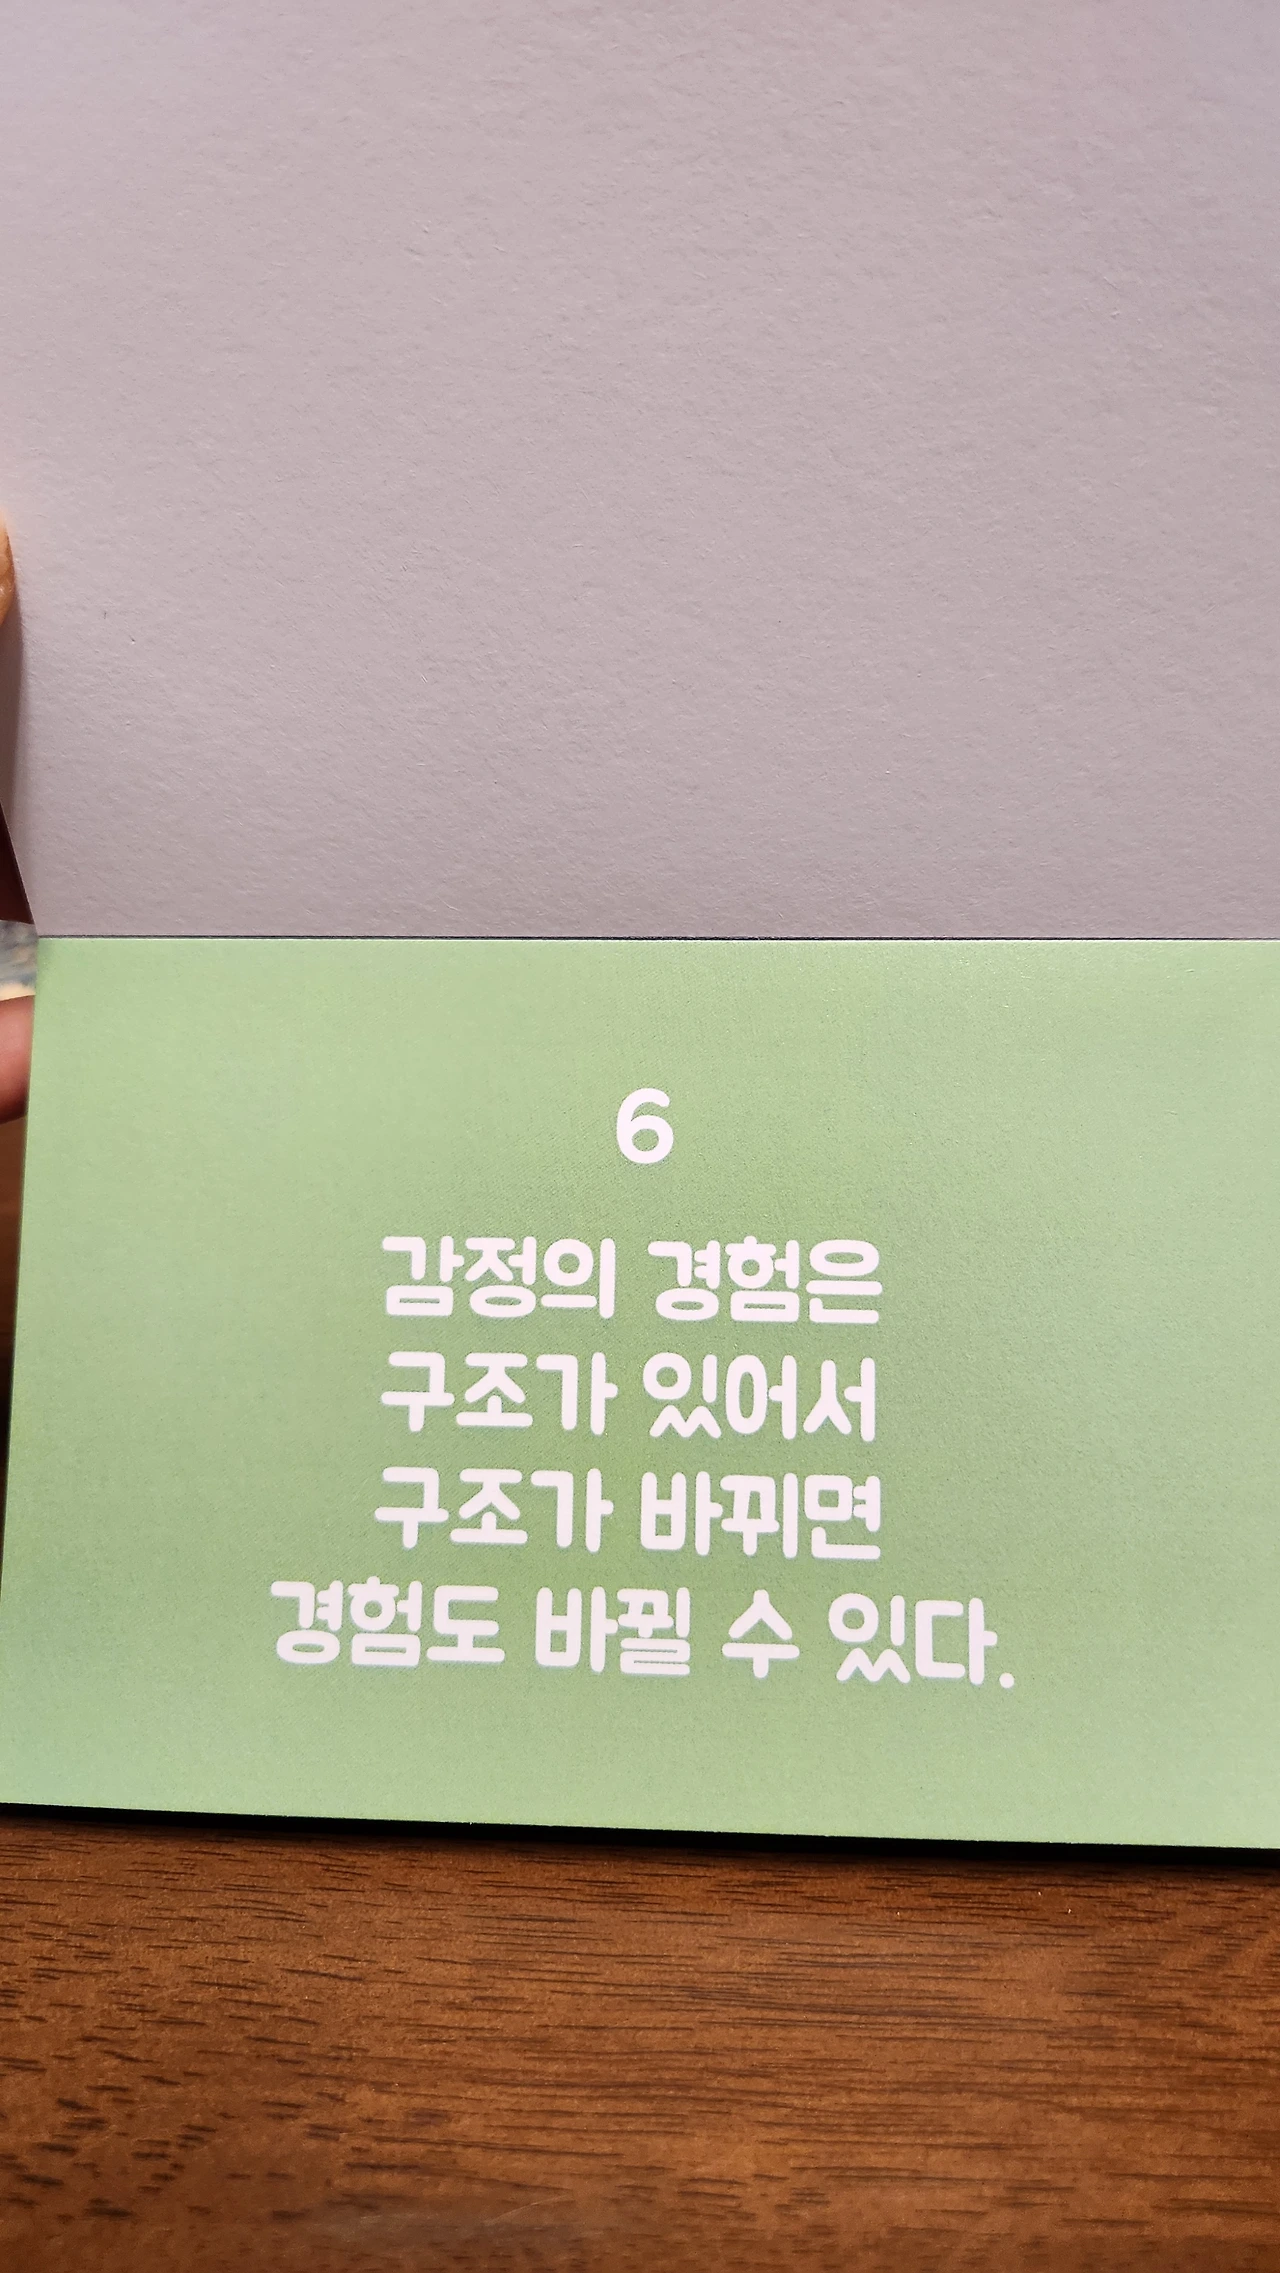 6
감정의 경험은
구조가 있어서
구조가 바뀌면
경험도 바뀔 수 있다.